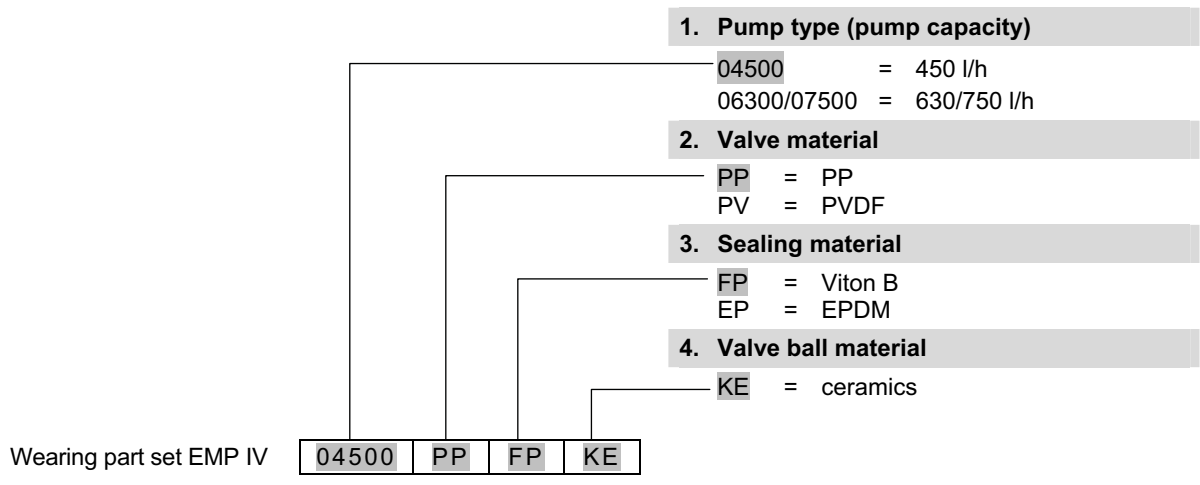 1. Pump type (pump capacity)
04500 = 450 l/h
06300/07500 = 630/750 l/h
2. Valve material
PP = PP
PV = PVDF
3. Sealing material
FP = Viton B
EP = EPDM
4. Valve ball material
KE = ceramics
Wearing part set EMP IV 04500 PP FP KE